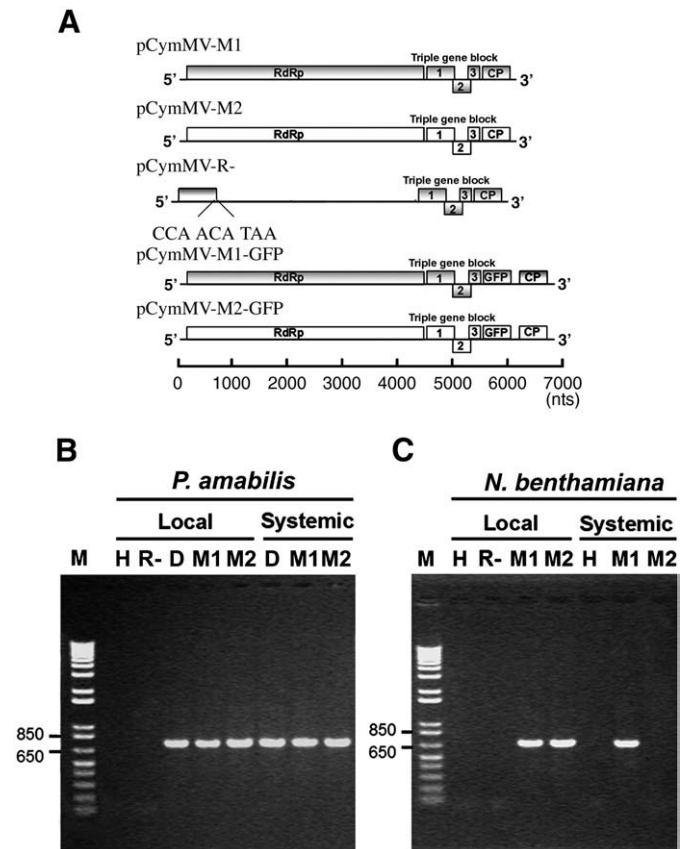 A
pCymMV-M1
Triple gene block
5’ RdRp 1 2 3 CP 3’
pCymMV-M2
Triple gene block
5’ RdRp 1 2 3 CP 3’
pCymMV-R-
Triple gene block
5’ 1 2 3 CP 3’
CCA ACA TAA
pCymMV-M1-GFP
Triple gene block
5’ RdRp 1 2 3 GFP CP 3’
pCymMV-M2-GFP
Triple gene block
5’ RdRp 1 2 3 GFP CP 3’
0 1000 2000 3000 4000 5000 6000 7000
(nts)
B
P. amabilis
Local Systemic
M H R- D M1 M2 D M1 M2
850
650
C
N. benthamiana
Local Systemic
M H R- M1 M2 H M1 M2
850
650